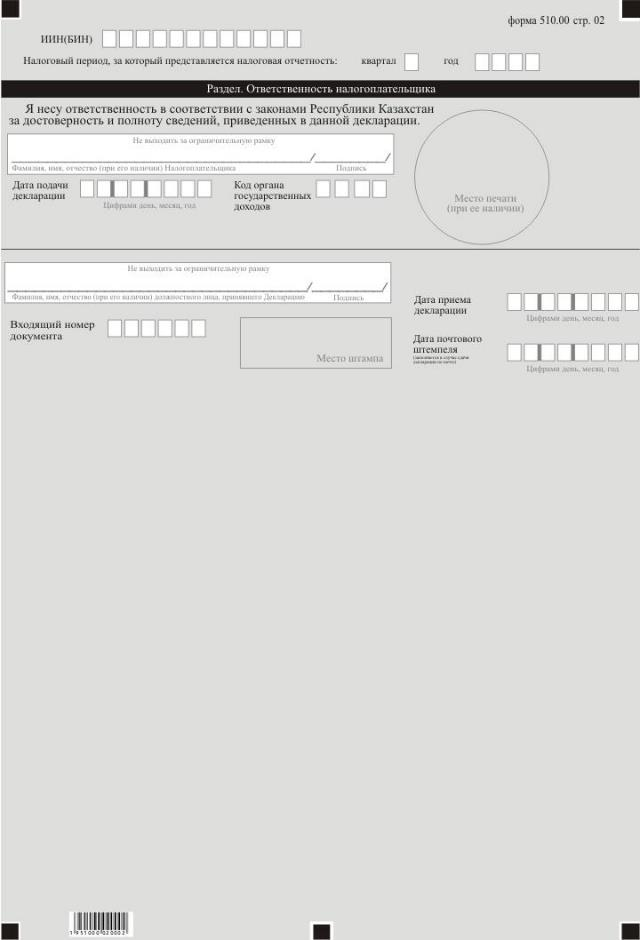 форма 510.00 стр. 02
ИИН(БИН)
Налоговый период, за который представляется налоговая отчетность: квартал год
Раздел. Ответственность налогоплательщика
Я несу ответственность в соответствии с законами Республики Казахстан
за достоверность и полноту сведений, приведенных в данной декларации.
Не выходить за ограничительную рамку
Фамилия, имя, отчество (при его наличии) Налогоплательщика Подпись
Дата подачи
декларации
Цифрами день, месяц, год
Код органа
государственных
доходов
Место печати
(при ее наличии)
Не выходить за ограничительную рамку
Фамилия, имя, отчество (при его наличии) должностного лица, принявшего Декларацию Подпись
Входящий номер
документа
Место штампа
Дата приема
декларации
Цифрами день, месяц, год
Дата почтового
штемпеля
Цифрами день, месяц, год
1951000020002